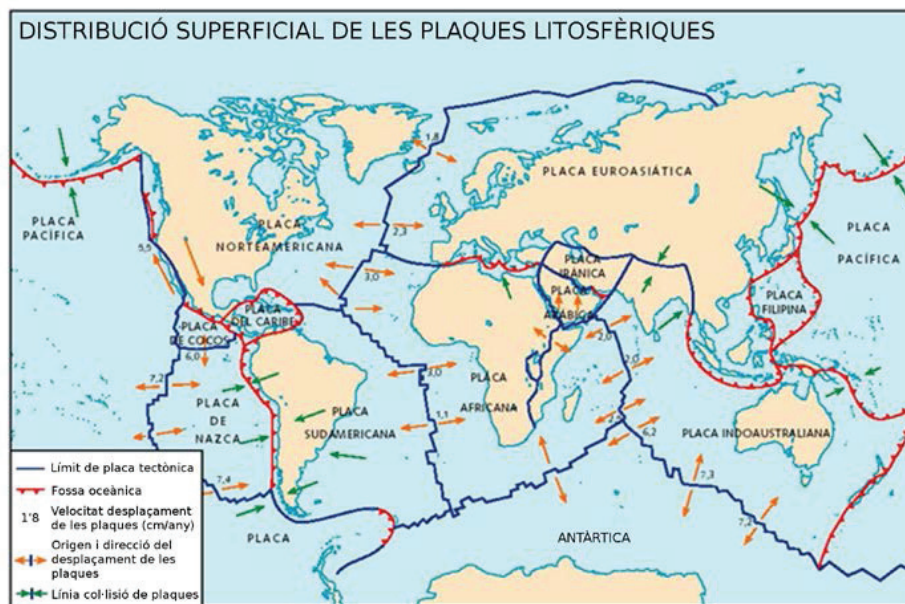 DISTRIBUCIÓ SUPERFICIAL DE LES PLAQUES LITOSFÈRIQUES
1,8
PLACA EUROASIÁTICA
PLACA
PACÍFICA
PLACA
NORTEAMERICANA
2,3
5,5
3,0
PLACA
IRÀNICA
PLACA
ARÀBIGA
PLACA
PACÍFICA
PLACA
FILIPINA
PLACA
DEL CARIBE
PLACA
DE COCOS
6,0
2,0
2,0
7,2
PLACA
DE
NAZCA
PLACA
SUDAMERICANA
2,0
1,1
PLACA
AFRICANA
2,5
6,2
PLACA INDOAUSTRALIANA
7,4
7,3
7,2
PLACA
ANTÀRTICA
Límit de placa tectònica
Fossa oceànica
1'8 Velocitat desplaçament
de les plaques (cm/any)
Origen i direcció del
desplaçament de les
plaques
Línia col·lisió de plaques